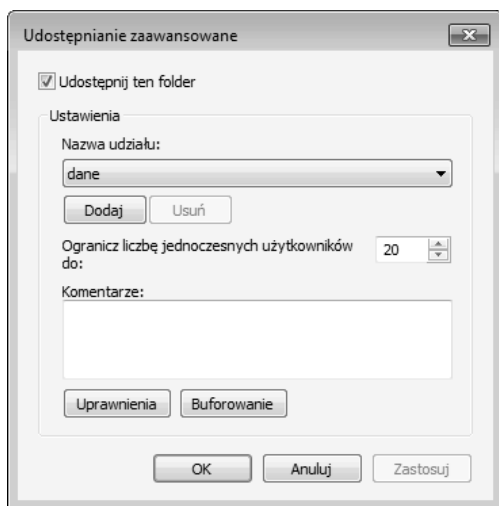 Udostępnianie zaawansowane
Udostępnij ten folder
Ustawienia
Nazwa udziału:
dane
Dodaj Usuń
Ogranicz liczbę jednoczesnych użytkowników
do:
20
Komentarze:
Uprawnienia Buforowanie
OK Anuluj Zastosuj